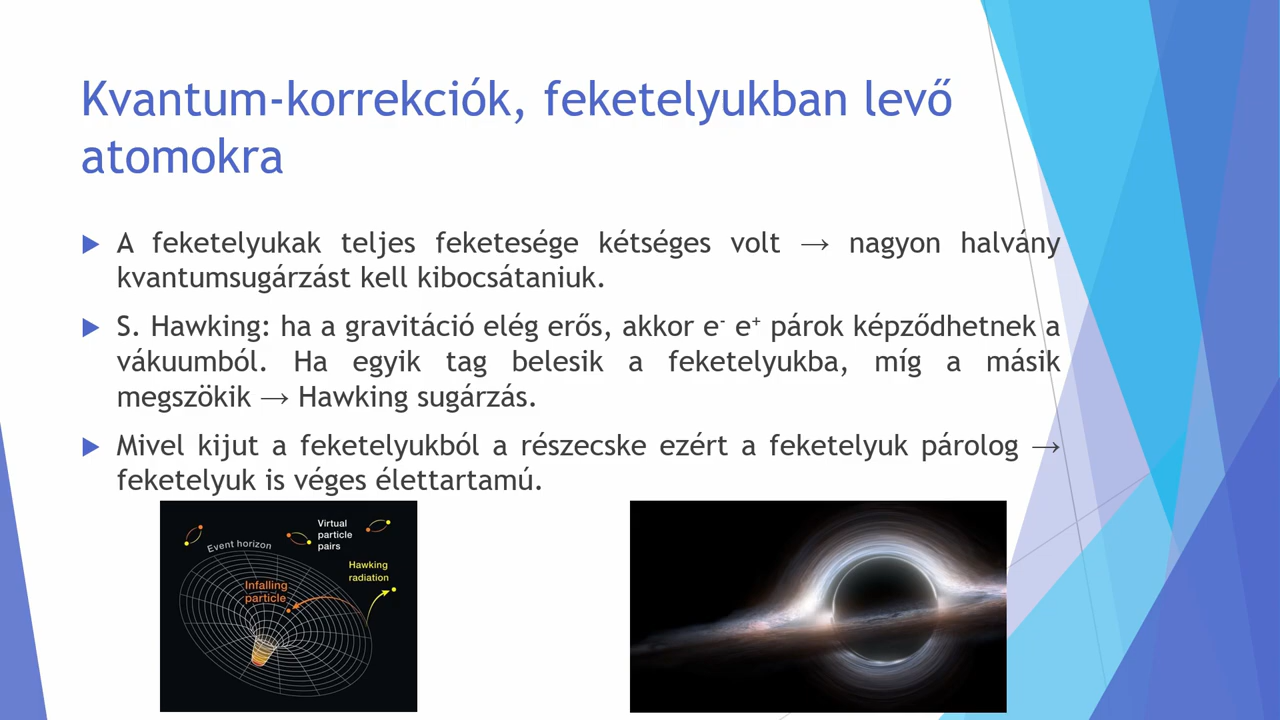 Kvantum-korrekciók, feketelyukban levő
atomokra
A feketelyukak teljes feketesége kétséges volt → nagyon halvány
kvantumsugárzást kell kibocsátaniuk.
S. Hawking: ha a gravitáció elég erős, akkor e⁻ e⁺ párok képződhetnek a
vákuumból. Ha egyik tag belesik a feketelyukba, míg a másik
megszökik → Hawking sugárzás.
Mivel kijut a feketelyukból a részecske ezért a feketelyuk párolog →
feketelyuk is véges élettartamú.
Virtual
particle
pairs
Event horizon
Hawking
radiation
Infalling
particle